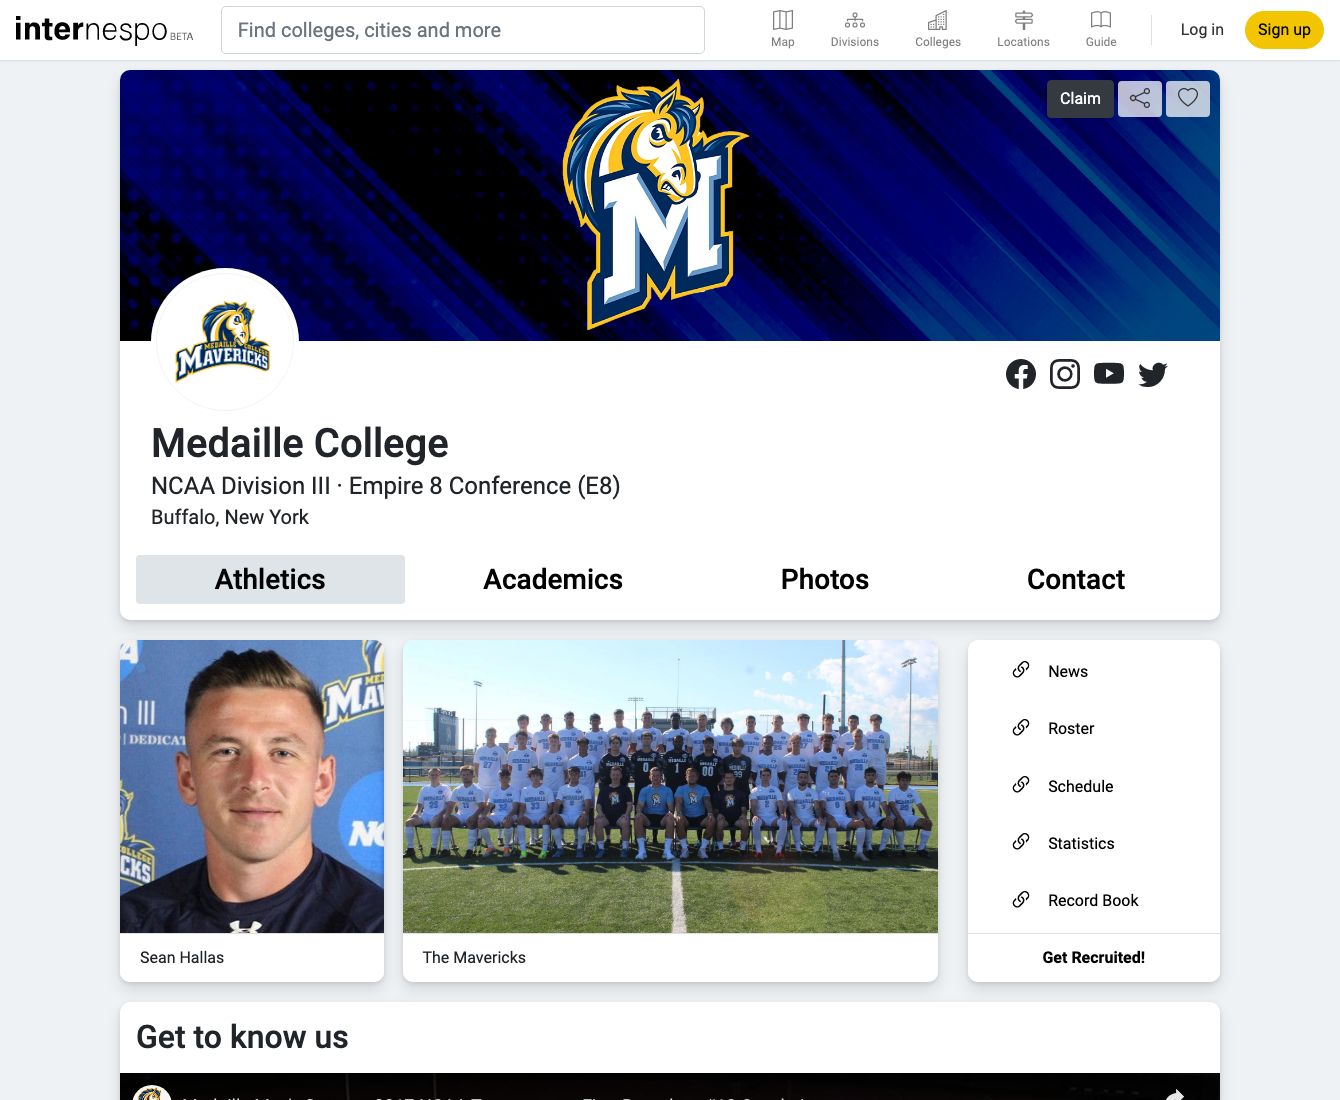 internespo BETA
Find colleges, cities and more
Map
Divisions
Colleges
Locations
Guide
Log in
Sign up
Claim
M
MEDAILLE COLLEGE
MAVERICKS
Medaille College
NCAA Division III · Empire 8 Conference (E8)
Buffalo, New York
Athletics
Academics
Photos
Contact
Sean Hallas
The Mavericks
News
Roster
Schedule
Statistics
Record Book
Get Recruited!
Get to know us